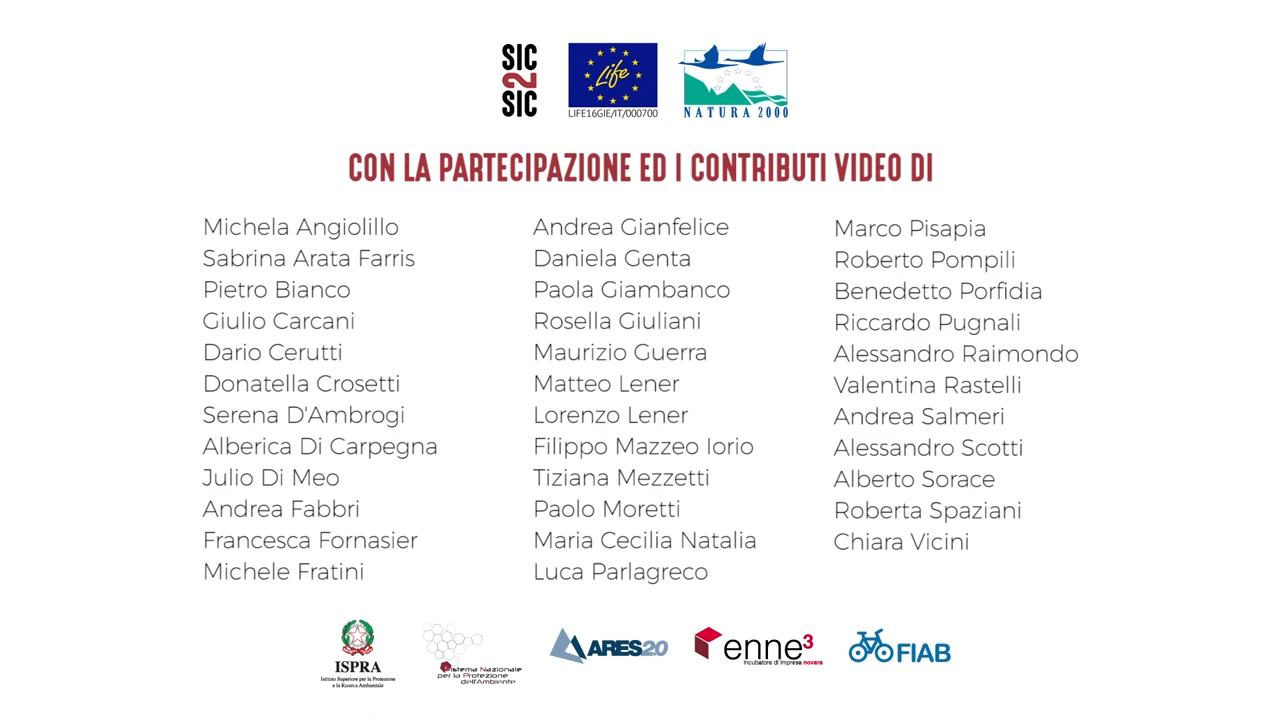 SIC
2
SIC
Life
LIFE16GIE/IT/000700
NATURA 2000
CON LA PARTECIPAZIONE ED I CONTRIBUTI VIDEO DI
Michela Angiolillo
Sabrina Arata Farris
Pietro Bianco
Giulio Carcani
Dario Cerutti
Donatella Crosetti
Serena D'Ambrogi
Alberica Di Carpegna
Julio Di Meo
Andrea Fabbri
Francesca Fornasier
Michele Fratini
Andrea Gianfelice
Daniela Genta
Paola Giambanco
Rosella Giuliani
Maurizio Guerra
Matteo Lener
Lorenzo Lener
Filippo Mazzeo Iorio
Tiziana Mezzetti
Paolo Moretti
Maria Cecilia Natalia
Luca Parlagreco
Marco Pisapia
Roberto Pompili
Benedetto Porfidia
Riccardo Pugnali
Alessandro Raimondo
Valentina Rastelli
Andrea Salmeri
Alessandro Scotti
Alberto Sorace
Roberta Spaziani
Chiara Vicini
ISPRA
Istituto Superiore per la Protezione
e la Ricerca Ambientale
Sistema Nazionale
per la Protezione
dell'Ambiente
ARES2.0
enne3
Incubatore di Impresa novara
FIAB